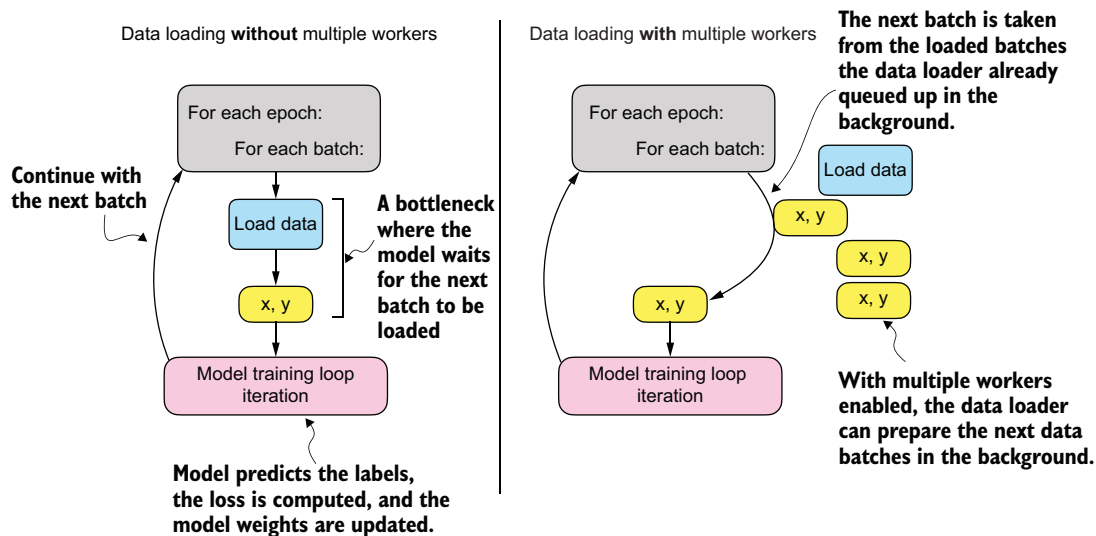 Data loading without multiple workers
For each epoch:
For each batch:
Continue with
the next batch
Load data
A bottleneck
where the
model waits
for the next
batch to be
loaded
x, y
Model training loop
iteration
Model predicts the labels,
the loss is computed, and the
model weights are updated.
Data loading with multiple workers
The next batch is taken
from the loaded batches
the data loader already
queued up in the
background.
For each epoch:
For each batch:
Load data
x, y
x, y
x, y
x, y
Model training loop
iteration
With multiple workers
enabled, the data loader
can prepare the next data
batches in the background.